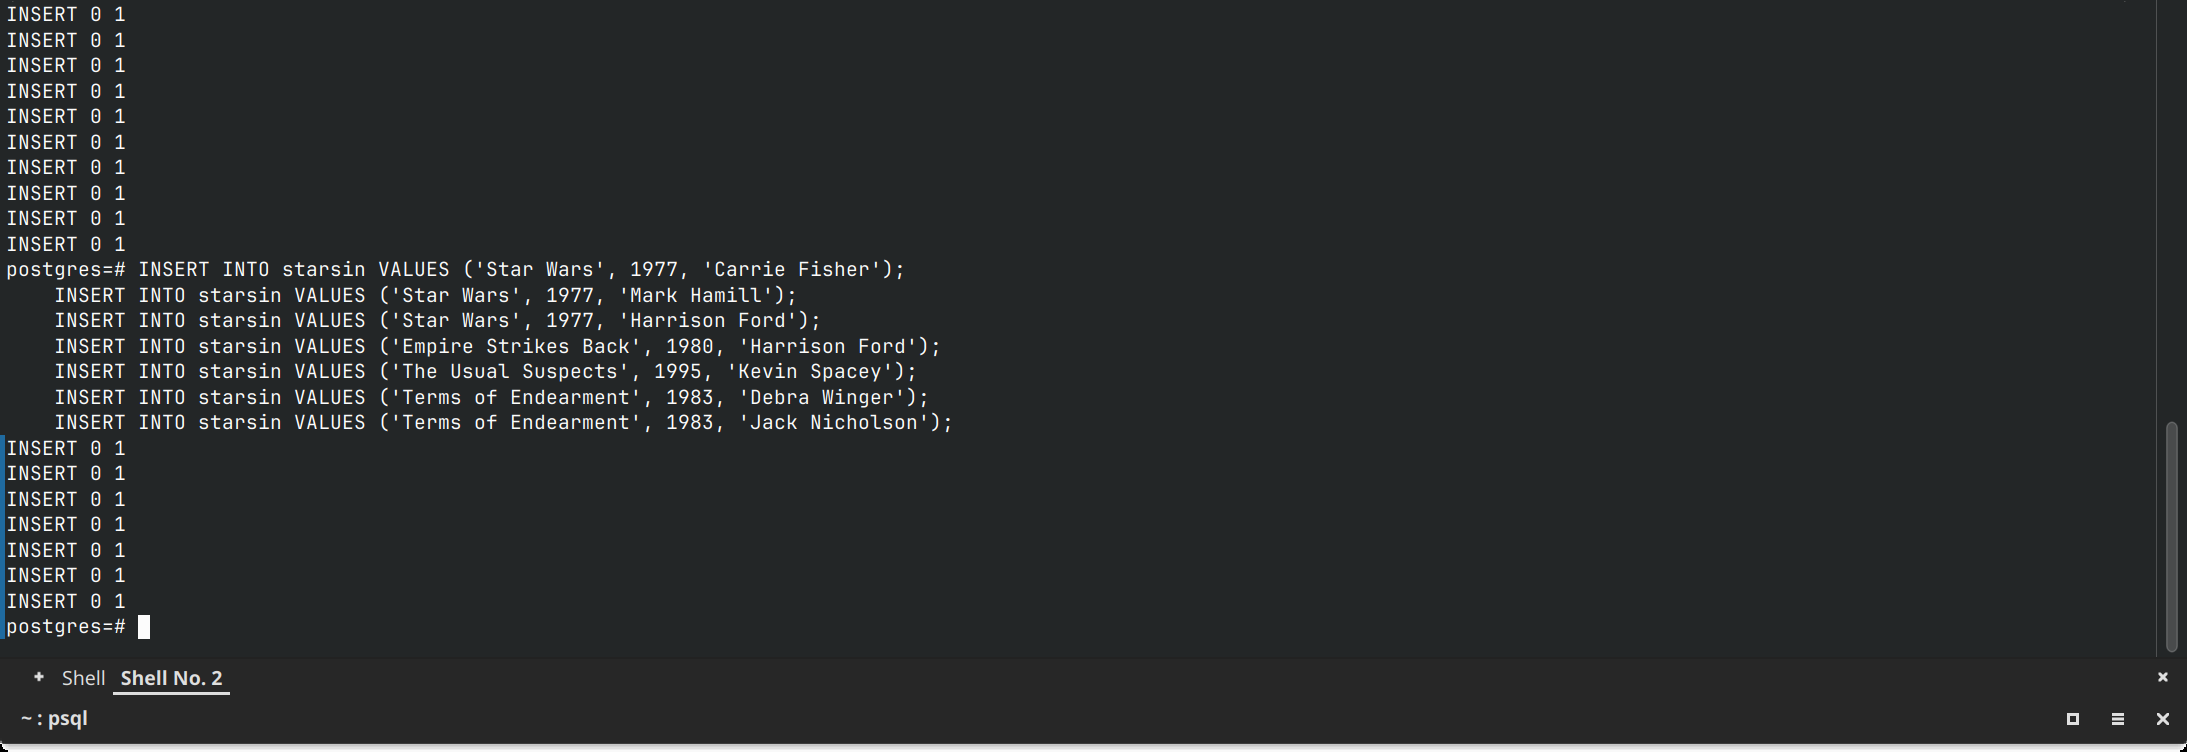 INSERT 0 1
INSERT 0 1
INSERT 0 1
INSERT 0 1
INSERT 0 1
INSERT 0 1
INSERT 0 1
INSERT 0 1
INSERT 0 1
INSERT 0 1
postgres=# INSERT INTO starsin VALUES ('Star Wars', 1977, 'Carrie Fisher');
    INSERT INTO starsin VALUES ('Star Wars', 1977, 'Mark Hamill');
    INSERT INTO starsin VALUES ('Star Wars', 1977, 'Harrison Ford');
    INSERT INTO starsin VALUES ('Empire Strikes Back', 1980, 'Harrison Ford');
    INSERT INTO starsin VALUES ('The Usual Suspects', 1995, 'Kevin Spacey');
    INSERT INTO starsin VALUES ('Terms of Endearment', 1983, 'Debra Winger');
    INSERT INTO starsin VALUES ('Terms of Endearment', 1983, 'Jack Nicholson');
INSERT 0 1
INSERT 0 1
INSERT 0 1
INSERT 0 1
INSERT 0 1
INSERT 0 1
INSERT 0 1
postgres=#
Shell Shell No. 2
~ : psql